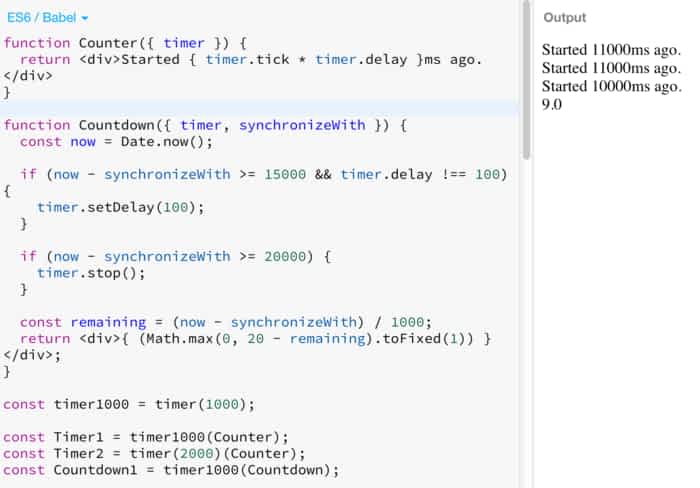 ES6 / Babel
function Counter({ timer }) {
  return <div>Started { timer.tick * timer.delay }ms ago.
</div>
}
function Countdown({ timer, synchronizeWith }) {
  const now = Date.now();
  if (now - synchronizeWith >= 15000 && timer.delay !== 100)
{
    timer.setDelay(100);
  }
  if (now - synchronizeWith >= 20000) {
    timer.stop();
  }
  const remaining = (now - synchronizeWith) / 1000;
  return <div>{ (Math.max(0, 20 - remaining).toFixed(1)) }
</div>;
}
const timer1000 = timer(1000);
const Timer1 = timer1000(Counter);
const Timer2 = timer(2000)(Counter);
const Countdown1 = timer1000(Countdown);
Output
Started 11000ms ago.
Started 11000ms ago.
Started 10000ms ago.
9.0